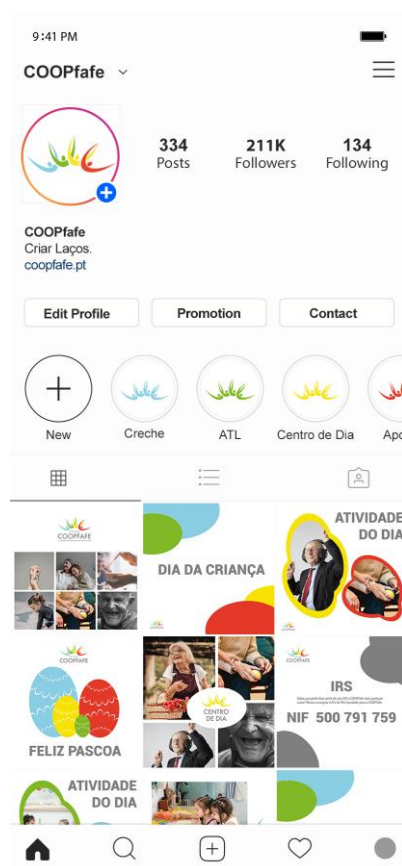 9:41 PM
COOPfafe
334
Posts
211K
Followers
134
Following
COOPfafe
Criar Laços.
coopfafe.pt
Edit Profile
Promotion
Contact
New
Creche
ATL
Centro de Dia
Apo
COOPFAFE
DIA DA CRIANÇA
ATIVIDADE
DO DIA
COOPFAFE
FELIZ PASCOA
CENTRO
DE DIA
COOPFAFE
IRS
NIF 500 791 759
ATIVIDADE
DO DIA